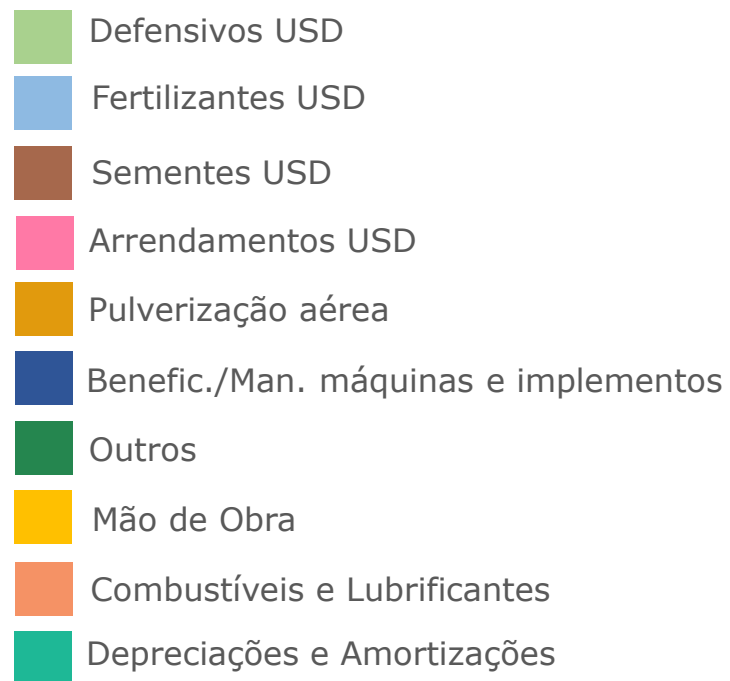 Defensivos USD
Fertilizantes USD
Sementes USD
Arrendamentos USD
Pulverização aérea
Benefic./Man. máquinas e implementos
Outros
Mão de Obra
Combustíveis e Lubrificantes
Depreciações e Amortizações